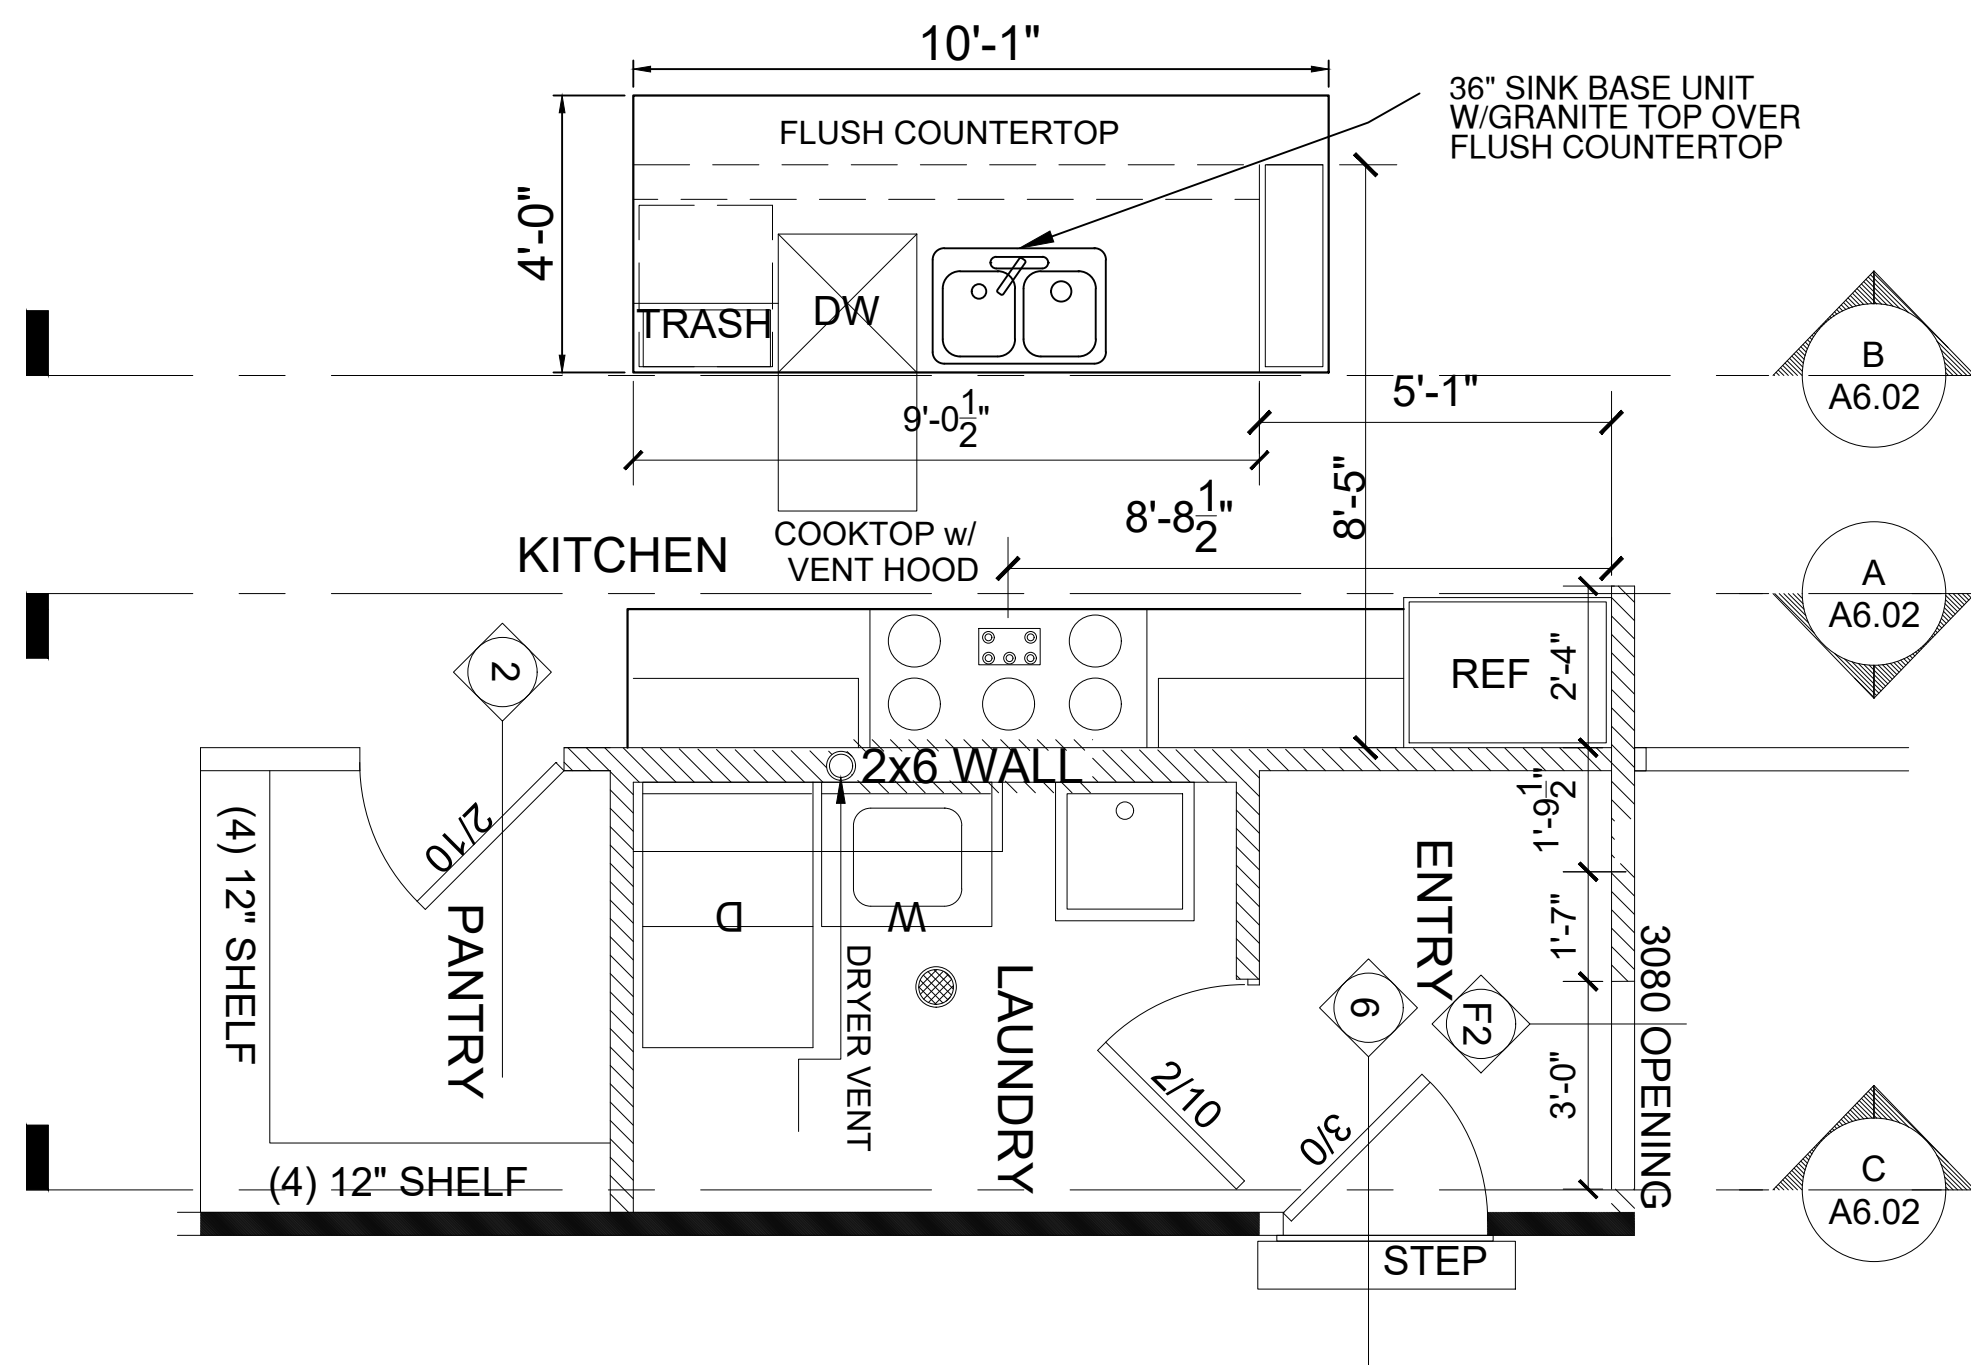 10'-1"
36" SINK BASE UNIT
W/GRANITE TOP OVER
FLUSH COUNTERTOP
FLUSH COUNTERTOP
4'-0"
TRASH
DW
B
A6.02
5'-1"
9'-0 1/2"
8'-5"
8'-8 1/2"
COOKTOP w/
VENT HOOD
KITCHEN
A
A6.02
2
REF
2'-4"
2x6 WALL
1'-9 1/2"
2/10
(4) 12" SHELF
PANTRY
D
W
ENTRY
1'-7"
3080 OPENING
DRYER VENT
LAUNDRY
6
F2
2/10
3/0
3'-0"
(4) 12" SHELF
C
A6.02
STEP